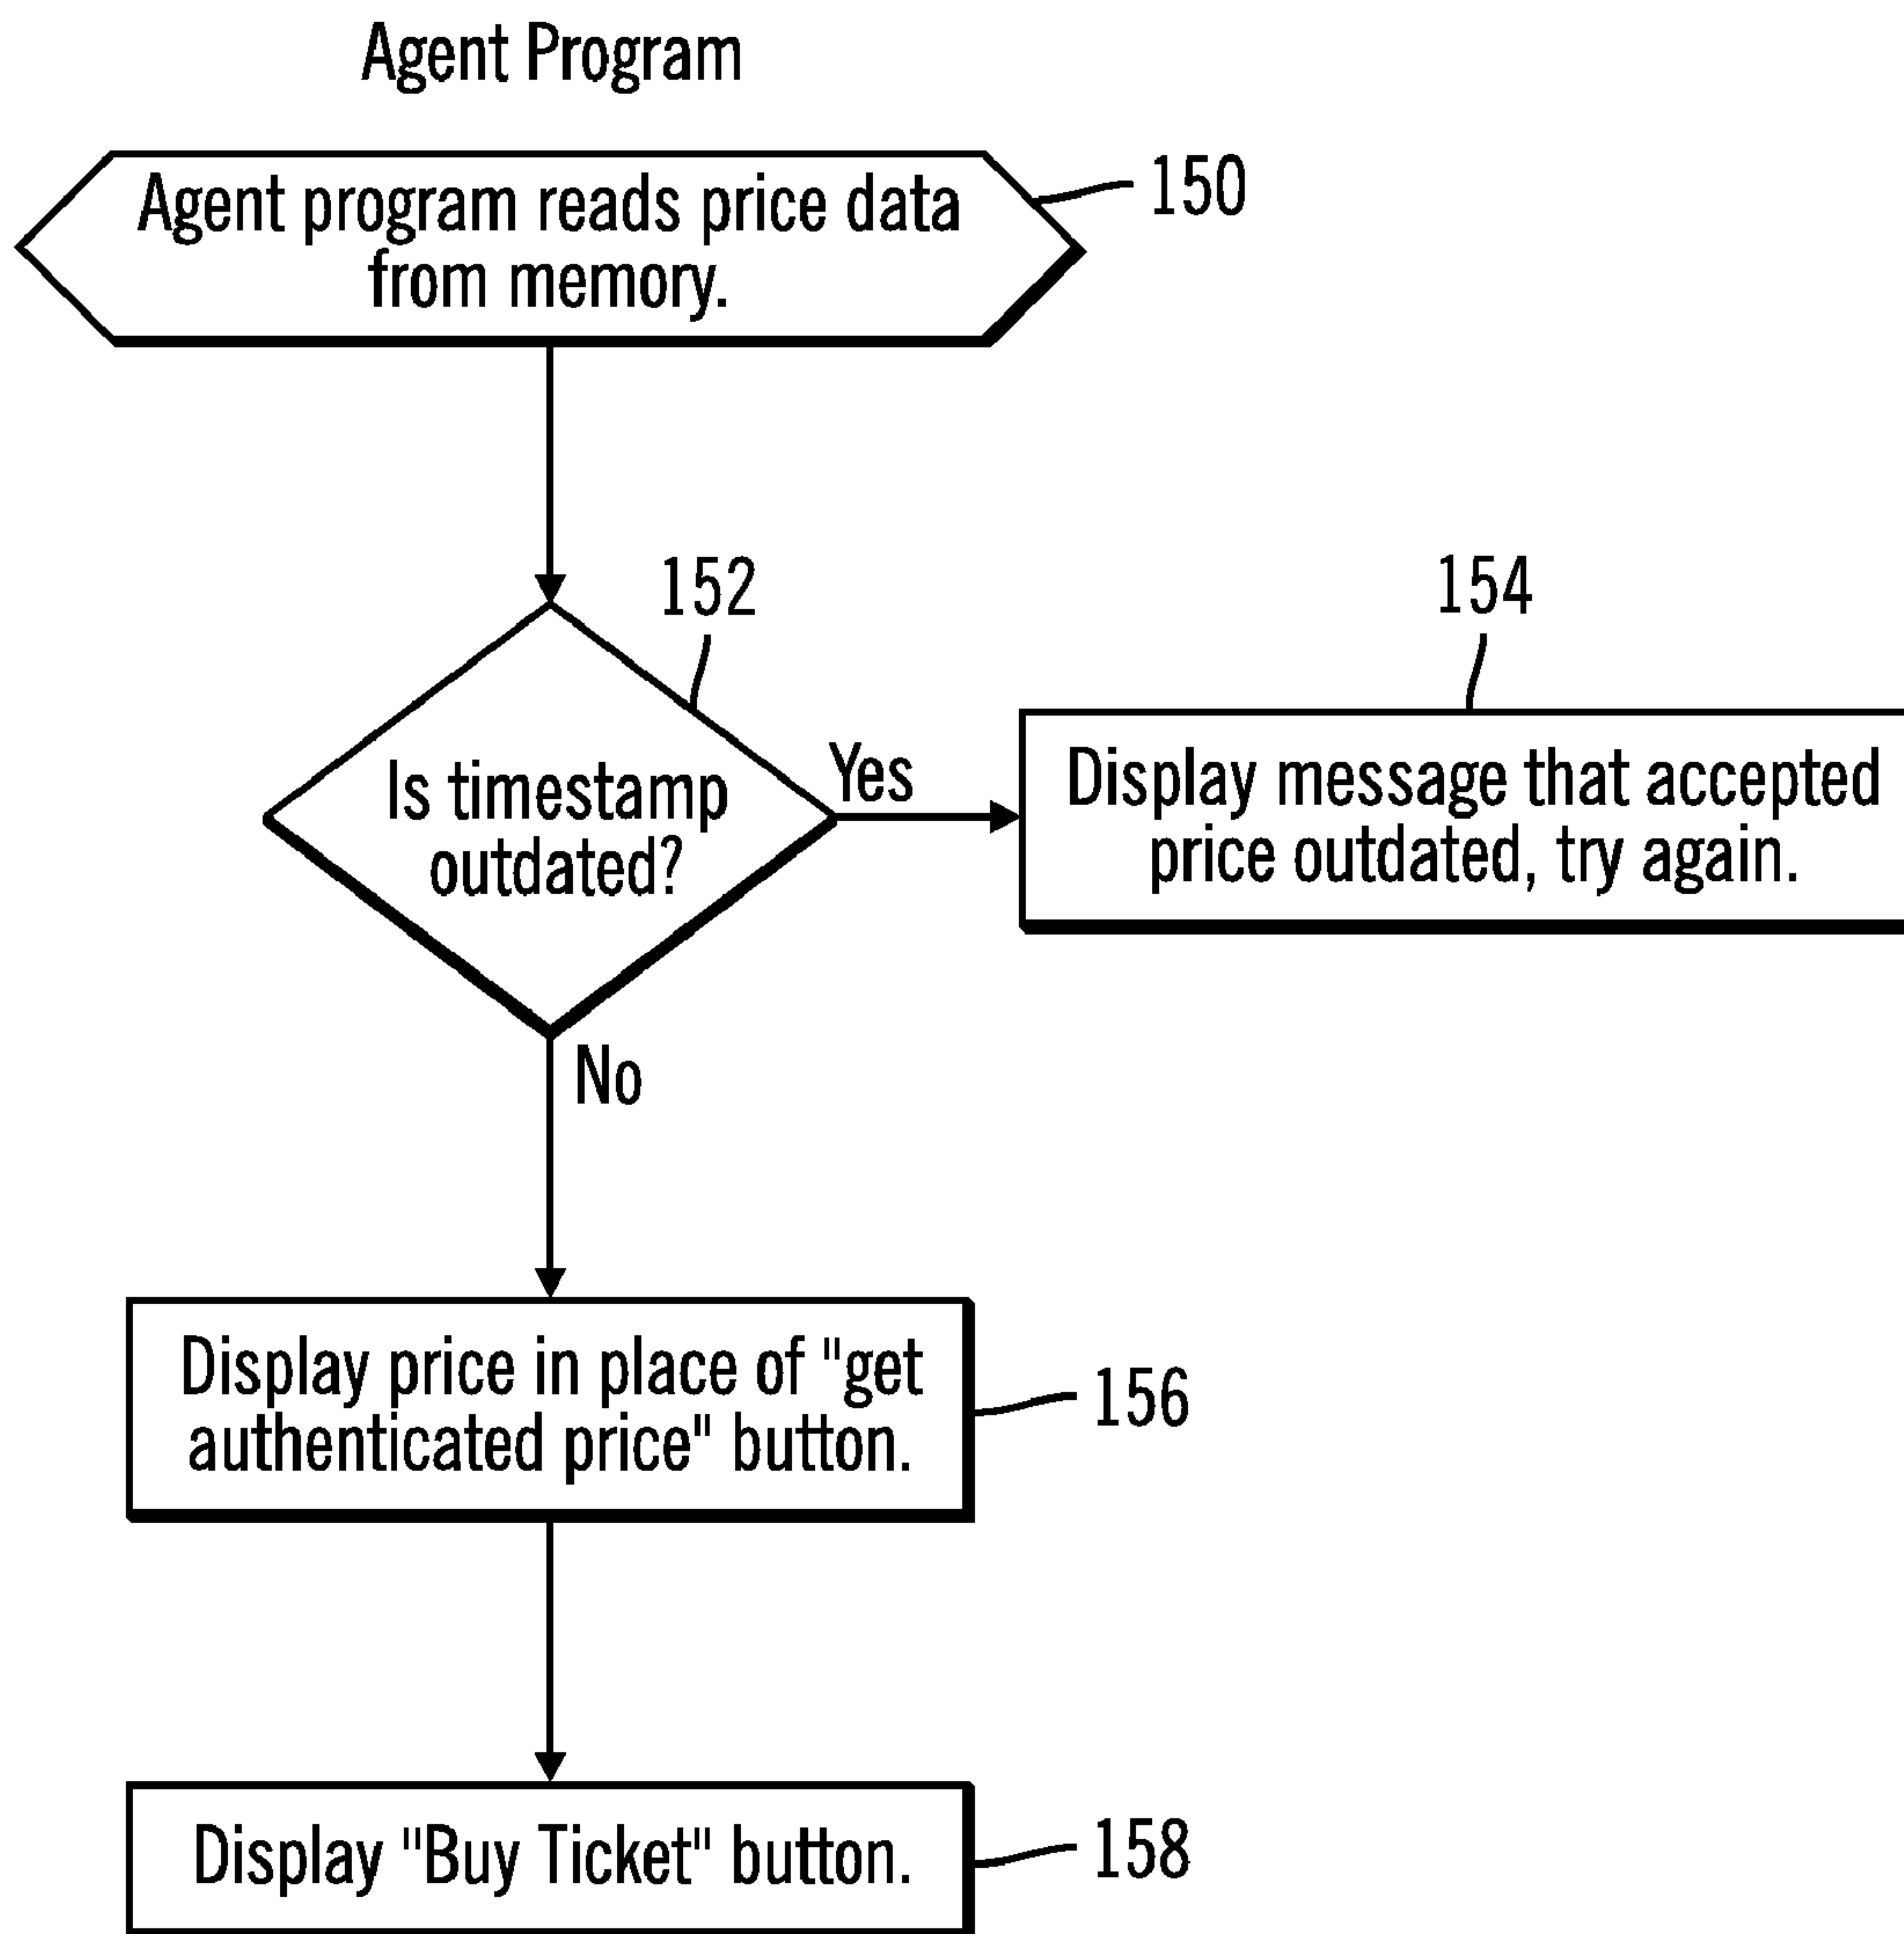 Agent Program
Agent program reads price data
from memory.
150
152
Is timestamp
outdated?
Yes
154
Display message that accepted
price outdated, try again.
No
Display price in place of "get
authenticated price" button.
156
Display "Buy Ticket" button.
158